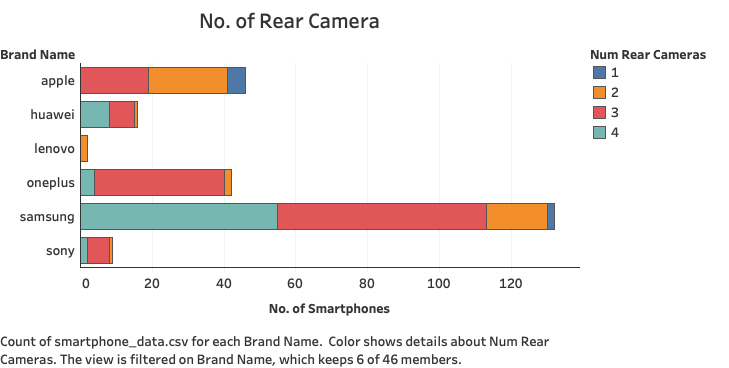 No. of Rear Camera
Brand Name
Num Rear Cameras
apple
huawei
lenovo
oneplus
samsung
sony
1
2
3
4
0 20 40 60 80 100 120
No. of Smartphones
Count of smartphone_data.csv for each Brand Name.  Color shows details about Num Rear
Cameras. The view is filtered on Brand Name, which keeps 6 of 46 members.